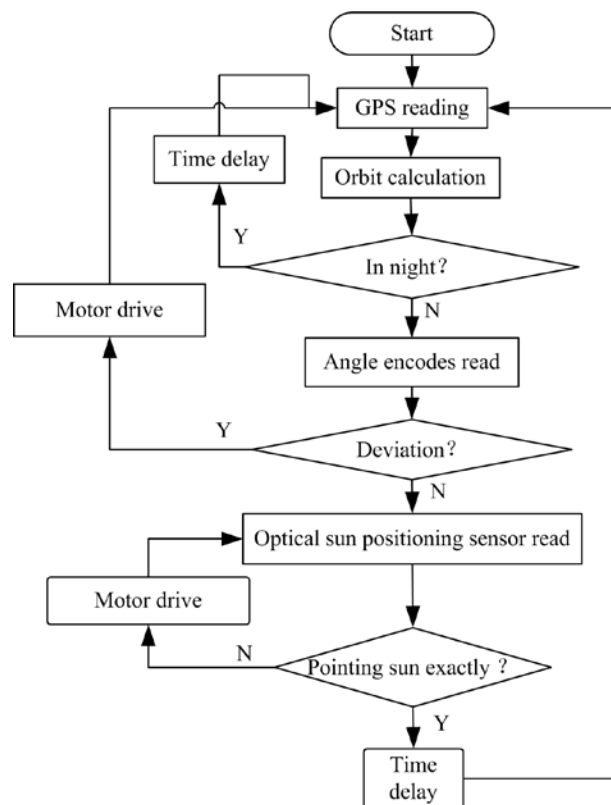 Start
GPS reading
Time delay
Orbit calculation
Y
In night?
N
Motor drive
Angle encodes read
Y
Deviation?
N
Optical sun positioning sensor read
Motor drive
N
Pointing sun exactly ?
Y
Time
delay